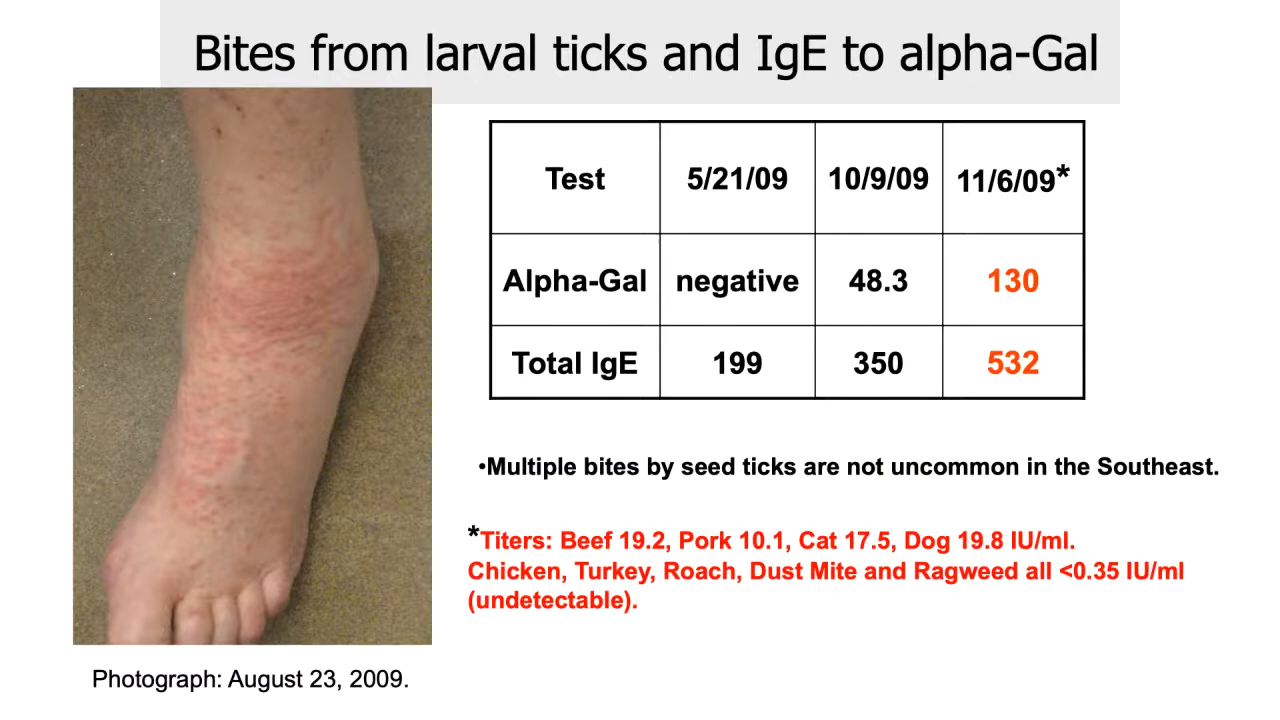 Bites from larval ticks and IgE to alpha-Gal
Test 5/21/09 10/9/09 11/6/09*
Alpha-Gal negative 48.3 130
Total IgE 199 350 532
•Multiple bites by seed ticks are not uncommon in the Southeast.
*Titers: Beef 19.2, Pork 10.1, Cat 17.5, Dog 19.8 IU/ml.
Chicken, Turkey, Roach, Dust Mite and Ragweed all <0.35 IU/ml
(undetectable).
Photograph: August 23, 2009.